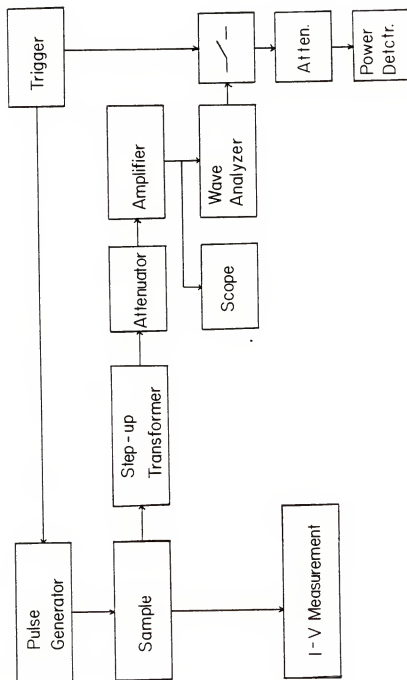 Trigger
Pulse
Generator
Sample
Step-up
Transformer
Attenuator
Amplifier
Scope
Wave
Analyzer
Atten.
Power
Detctr.
I-V Measurement